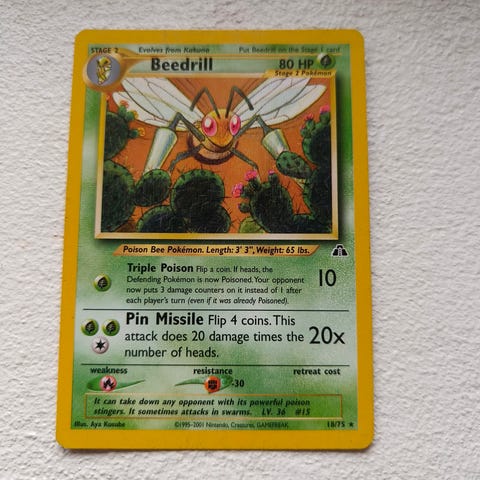 STAGE 2 Evolves from Kakuna Put Beedrill on the Stage 1 card
Beedrill 80 HP
Stage 2 Pokémon
Poison Bee Pokémon. Length: 3' 3", Weight: 65 lbs.
Triple Poison Flip a coin. If heads, the
Defending Pokémon is now Poisoned. Your opponent
now puts 3 damage counters on it instead of 1 after
each player's turn (even if it was already Poisoned).
10
Pin Missile Flip 4 coins. This
attack does 20 damage times the
number of heads.
20x
weakness resistance retreat cost
-30
It can take down any opponent with its powerful poison
stingers. It sometimes attacks in swarms. LV. 36 #15
Illus. Aya Kusube ©1995-2001 Nintendo, Creatures, GAMEFREAK. 18/75